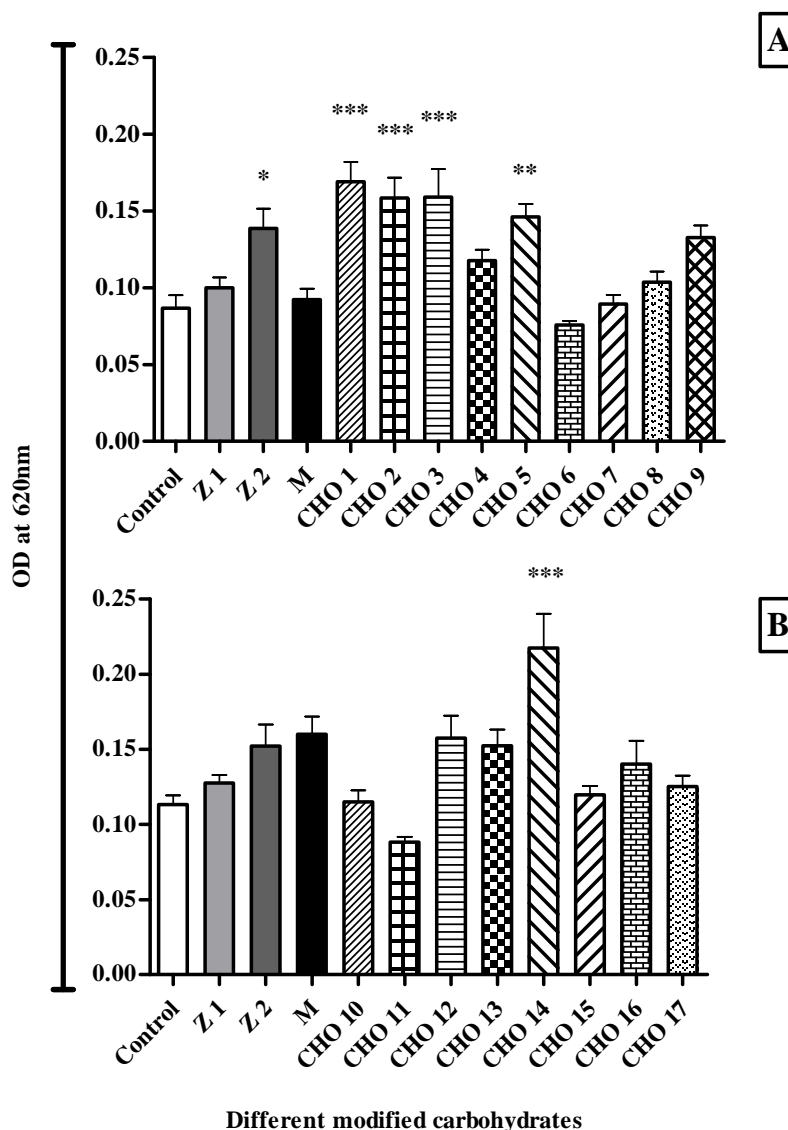 A
0.25
0.20
0.15
0.10
0.05
0.00
***
***
***
*
**
Control
Z 1
Z 2
M
CHO 1
CHO 2
CHO 3
CHO 4
CHO 5
CHO 6
CHO 7
CHO 8
CHO 9
OD at 620nm
B
0.25
0.20
0.15
0.10
0.05
0.00
***
Control
Z 1
Z 2
M
CHO 10
CHO 11
CHO 12
CHO 13
CHO 14
CHO 15
CHO 16
CHO 17
Different modified carbohydrates